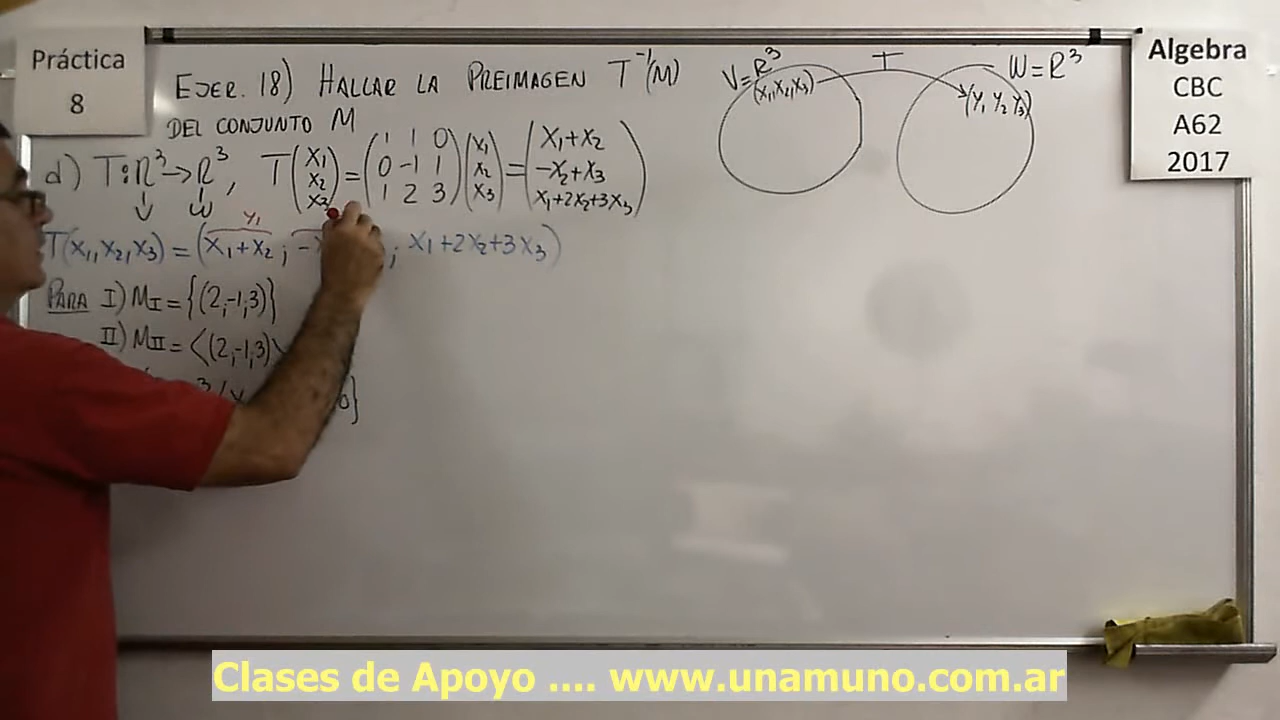 Práctica
8
Algebra
CBC
A62
2017
EJER. 18) HALLAR LA PREIMAGEN T⁻¹(M)
DEL CONJUNTO M
d) T: R³→R³, T(x₁ x₂ x₃) = (1 1 0 / 0 -1 1 / 1 2 3)(x₁ x₂ x₃) = (x₁+x₂ / -x₂+x₃ / x₁+2x₂+3x₃)
V W
y₁
T(x₁,x₂,x₃) = (x₁+x₂ ; -x ; x₁+2x₂+3x₃)
PARA I) M_I = {(2,-1,3)}
II) M_II = <(2,-1,3)>
0}
V=R³
(x₁,x₂,x₃)
T
W=R³
(y₁ y₂ y₃)
Clases de Apoyo .... www.unamuno.com.ar